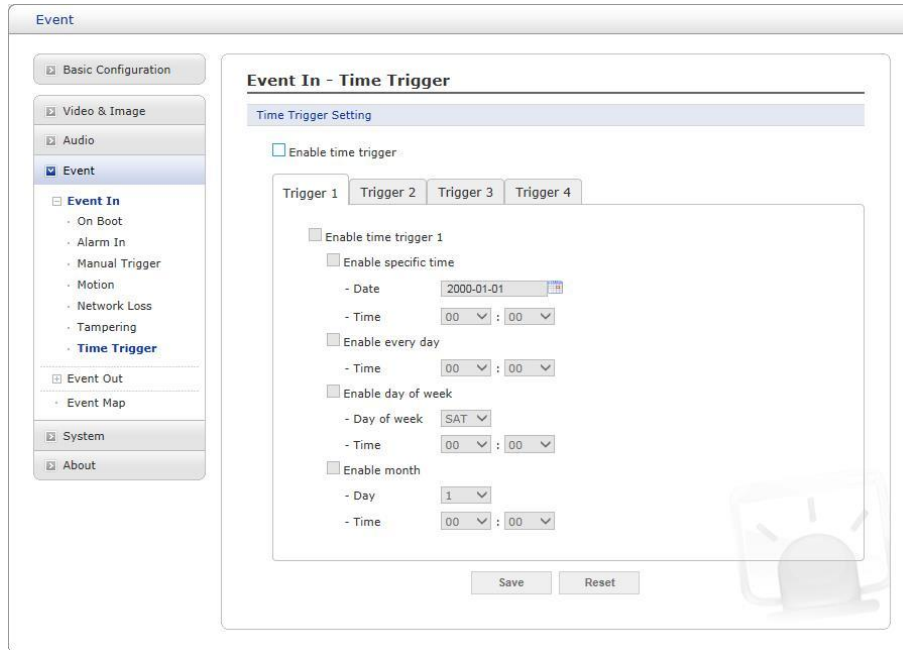 Event
Basic Configuration
Video & Image
Audio
Event
Event In
· On Boot
· Alarm In
· Manual Trigger
· Motion
· Network Loss
· Tampering
· Time Trigger
Event Out
· Event Map
System
About
Event In - Time Trigger
Time Trigger Setting
Enable time trigger
Trigger 1 Trigger 2 Trigger 3 Trigger 4
Enable time trigger 1
Enable specific time
- Date 2000-01-01
- Time 00 : 00
Enable every day
- Time 00 : 00
Enable day of week
- Day of week SAT
- Time 00 : 00
Enable month
- Day 1
- Time 00 : 00
Save Reset